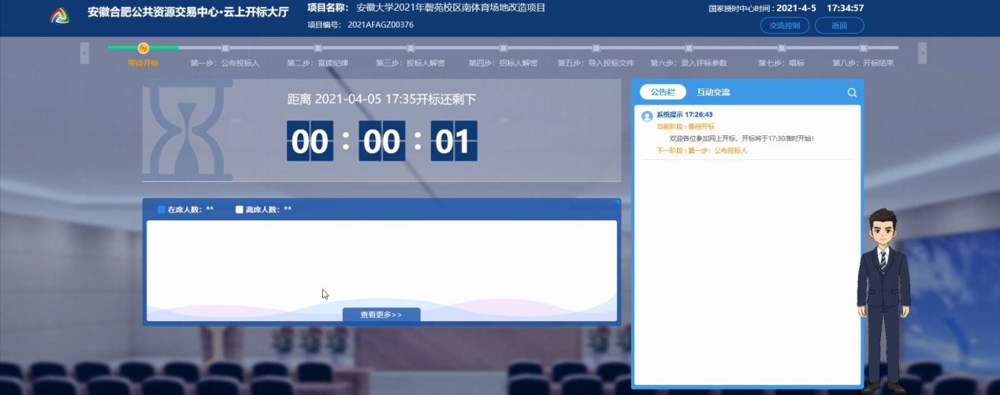 安徽合肥公共资源交易中心·云上开标大厅
项目名称： 安徽大学2021年磬苑校区南体育场地改造项目
项目编号： 2021AFAGZ00376
国家授时中心时间：2021-4-5 17:34:57
交流控制 返回
等待开标 第一步：公布投标人 第二步：宣读纪律 第三步：投标人解密 第四步：招标人解密 第五步：导入投标文件 第六步：录入评标参数 第七步：唱标 第八步：开标结束
距离 2021-04-05 17:35开标还剩下
00 : 00 : 01
在席人数：** 离席人数：**
查看更多>>
公告栏 互动交流
系统提示 17:26:43
当前阶段：等待开标
欢迎各位参加网上开标，开标将于17:30准时开始！
下一阶段：第一步：公布投标人